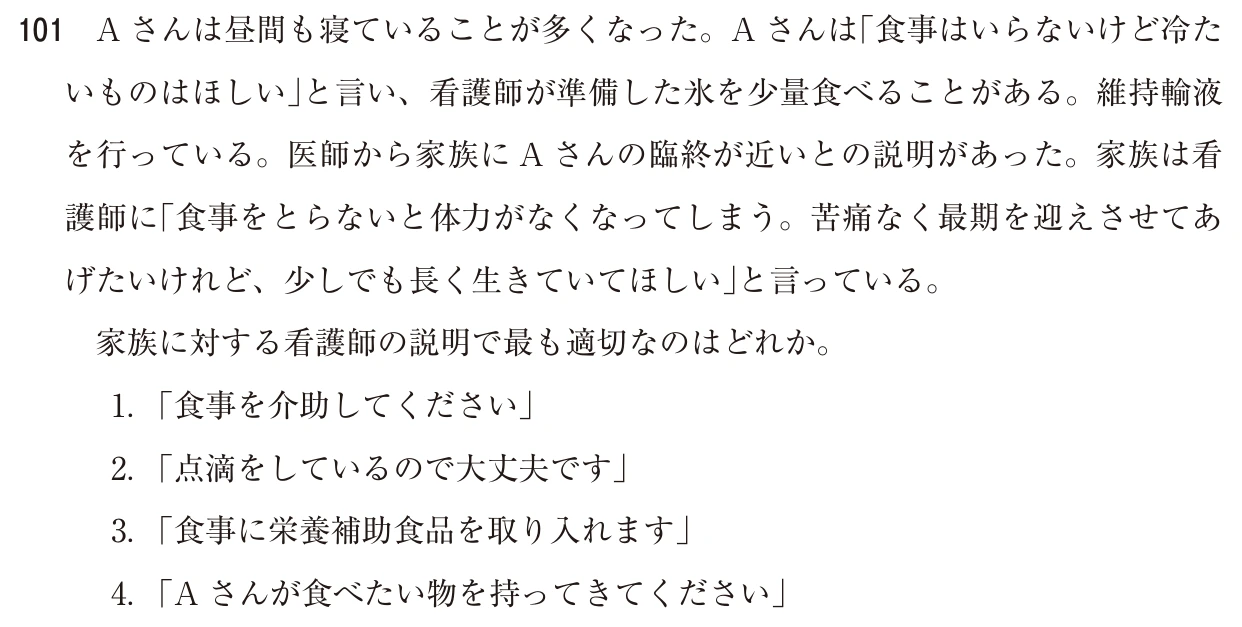 101 Aさんは昼間も寝ていることが多くなった。Aさんは「食事はいらないけど冷た
いものはほしい」と言い、看護師が準備した氷を少量食べることがある。維持輸液
を行っている。医師から家族にAさんの臨終が近いとの説明があった。家族は看
護師に「食事をとらないと体力がなくなってしまう。苦痛なく最期を迎えさせてあ
げたいけれど、少しでも長く生きていてほしい」と言っている。
家族に対する看護師の説明で最も適切なのはどれか。
1. 「食事を介助してください」
2. 「点滴をしているので大丈夫です」
3. 「食事に栄養補助食品を取り入れます」
4. 「Aさんが食べたい物を持ってきてください」